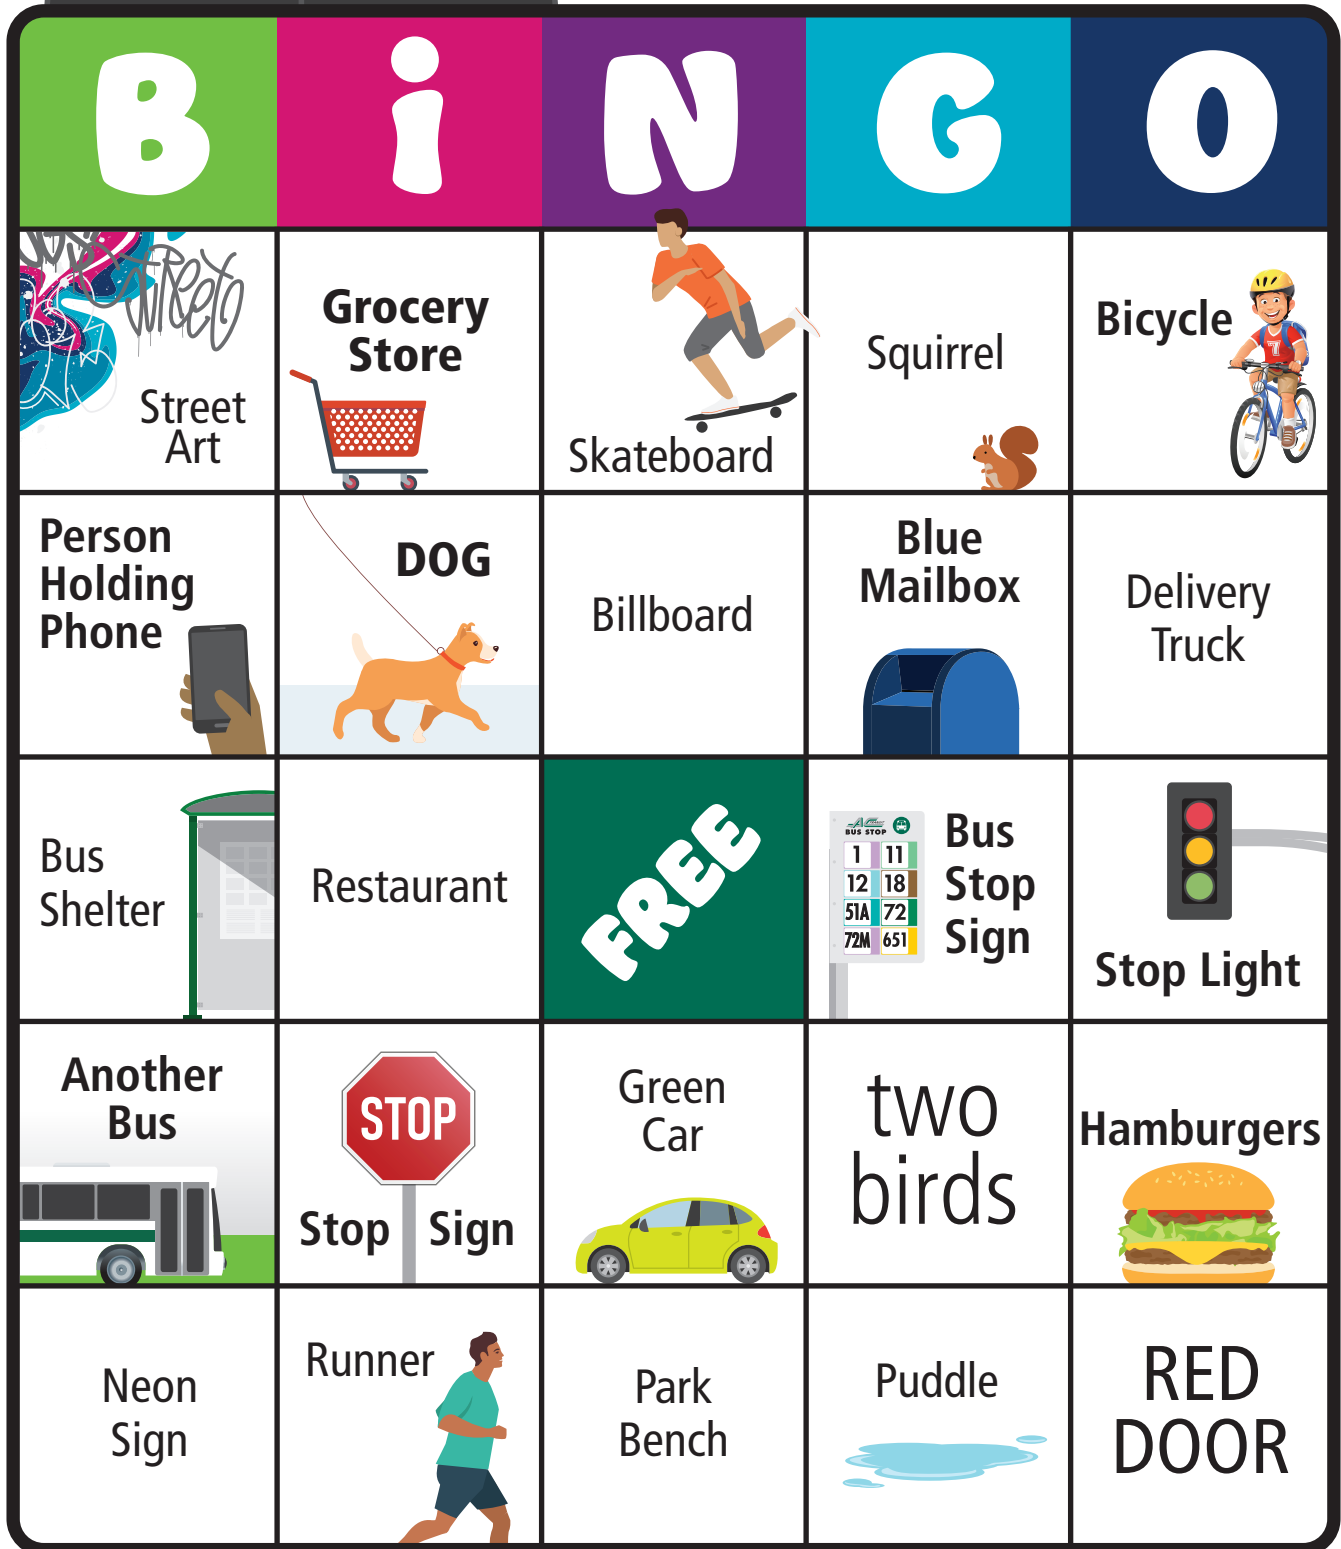 B i N G O
Street
Art
Grocery
Store
Skateboard
Squirrel
Bicycle
7
Person
Holding
Phone
DOG
Billboard
Blue
Mailbox
Delivery
Truck
Bus
Shelter
Restaurant
FREE
BUS STOP
1 11
12 18
51A 72
72M 651
Bus
Stop
Sign
Stop Light
Another
Bus
STOP
Stop Sign
Green
Car
two
birds
Hamburgers
Neon
Sign
Runner
Park
Bench
Puddle
RED
DOOR